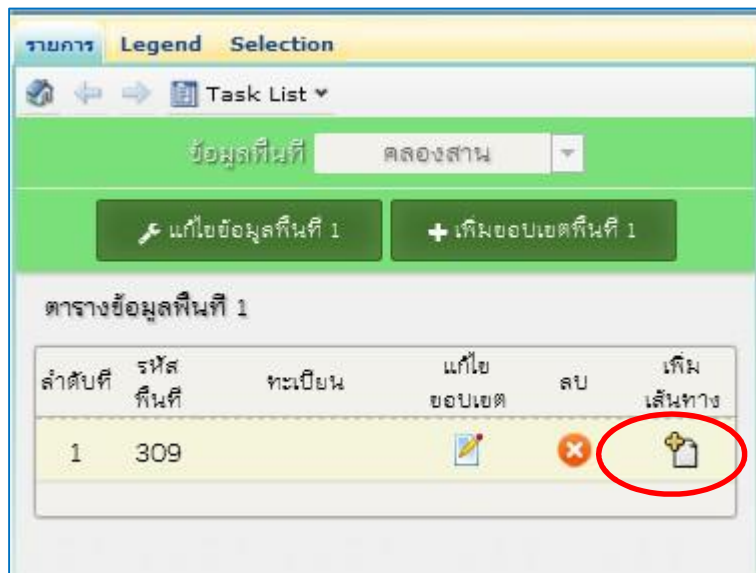 รายการ Legend Selection
Task List
ข้อมูลพื้นที่ คลองสาน
แก้ไขข้อมูลพื้นที่ 1 เพิ่มขอบเขตพื้นที่ 1
ตารางข้อมูลพื้นที่ 1
ลำดับที่ รหัส ทะเบียน แก้ไข ลบ เพิ่ม
พื้นที่ ขอบเขต เส้นทาง
1 309